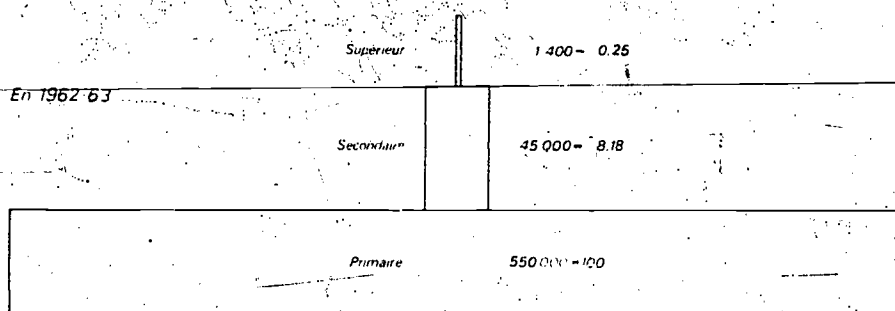 Supérieur 1 400 = 0.25
En 1962-63
Secondaire 45 000 = 8.18
Primaire 550 000 = 100